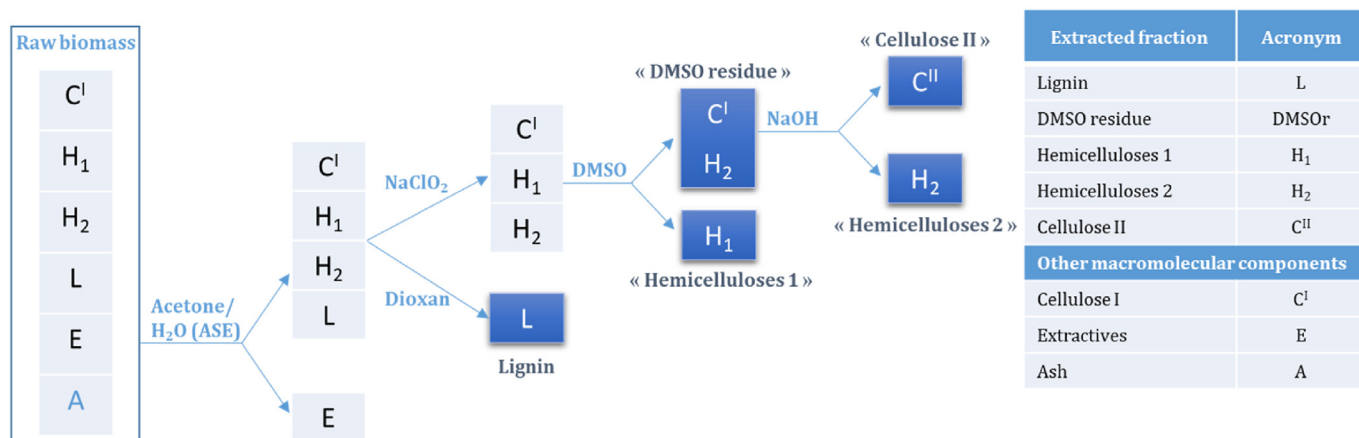 Raw biomass
C^I
H₁
H₂
L
E
A
Acetone/
H₂O (ASE)
C^I
H₁
H₂
L
E
NaClO₂
Dioxan
C^I
H₁
H₂
L
Lignin
DMSO
« DMSO residue »
C^I
H₂
H₁
« Hemicelluloses 1 »
NaOH
« Cellulose II »
C^II
H₂
« Hemicelluloses 2 »
Extracted fraction Acronym
Lignin L
DMSO residue DMSOr
Hemicelluloses 1 H₁
Hemicelluloses 2 H₂
Cellulose II C^II
Other macromolecular components
Cellulose I C^I
Extractives E
Ash A